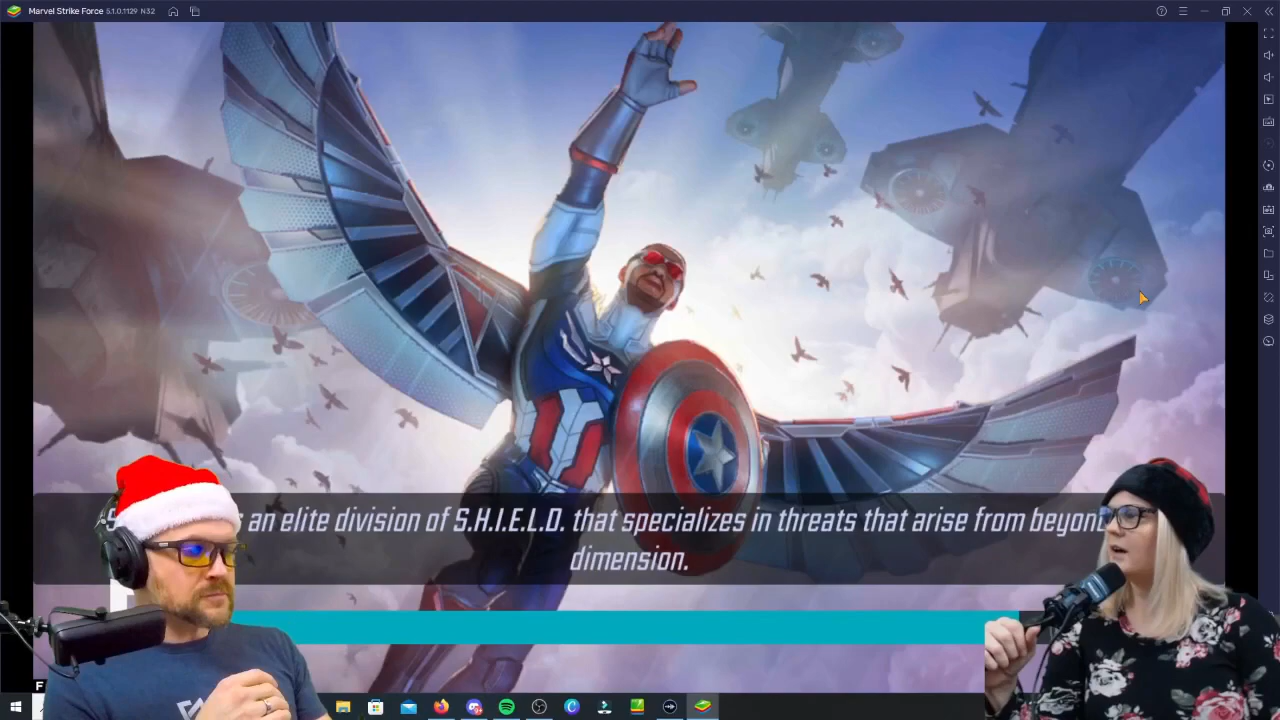 Marvel Strike Force 5.1.0.1129 N32
an elite division of S.H.I.E.L.D. that specializes in threats that arise from beyond
dimension.
F